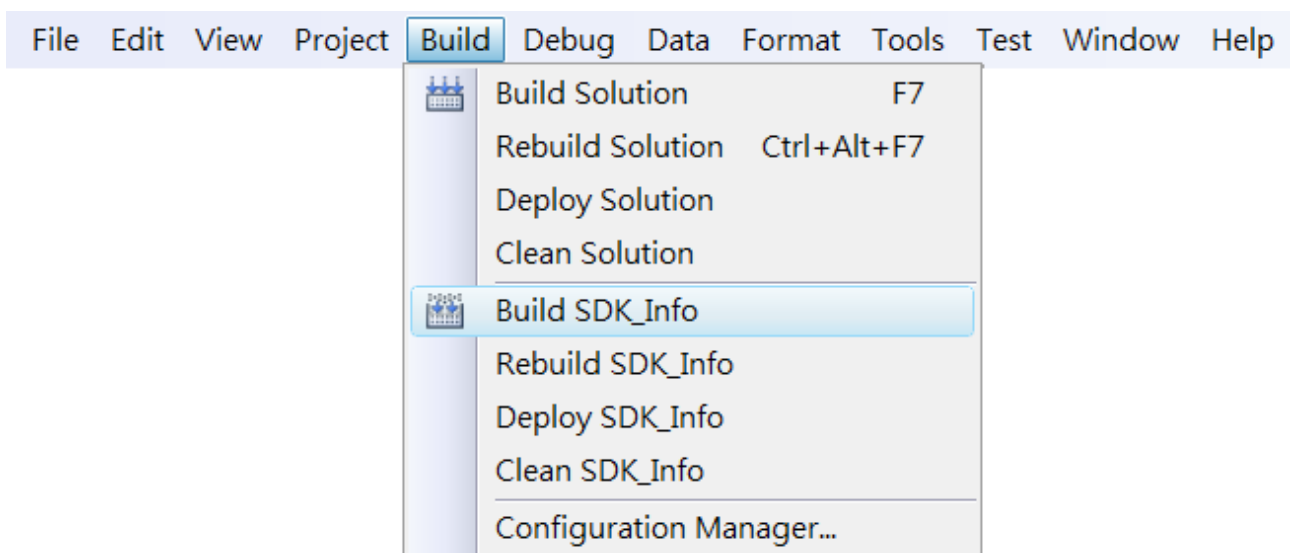 File Edit View Project Build Debug Data Format Tools Test Window Help
Build Solution F7
Rebuild Solution Ctrl+Alt+F7
Deploy Solution
Clean Solution
Build SDK_Info
Rebuild SDK_Info
Deploy SDK_Info
Clean SDK_Info
Configuration Manager...